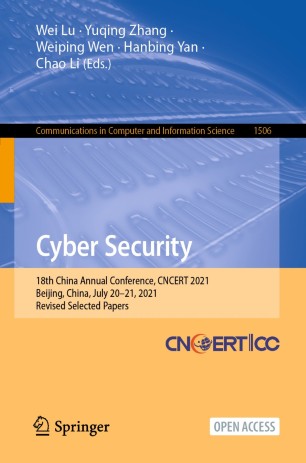 Wei Lu · Yuqing Zhang ·
Weiping Wen · Hanbing Yan ·
Chao Li (Eds.)
Communications in Computer and Information Science 1506
Cyber Security
18th China Annual Conference, CNCERT 2021
Beijing, China, July 20–21, 2021
Revised Selected Papers
CNCERT/CC
Springer
OPEN ACCESS